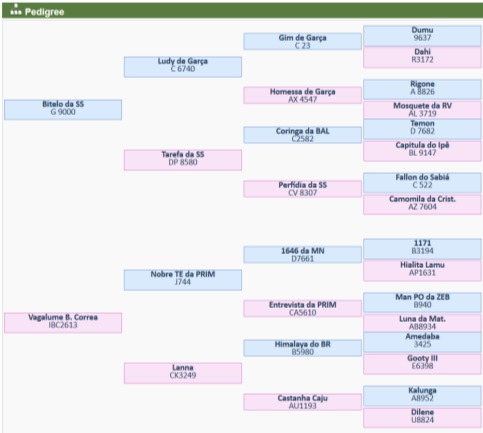 Pedigree
Dumu
9637
Gim de Garça
C 23
Dahi
R3172
Ludy de Garça
C 6740
Rigone
A 8826
Homessa de Garça
AX 4547
Mosquete da RV
AL 3719
Bitelo da SS
G 9000
Temon
D 7682
Coringa da BAL
C2582
Capitula do Ipê
BL 9147
Tarefa da SS
DP 8580
Fallon do Sabiá
C 522
Perfídia da SS
CV 8307
Camomila da Crist.
AZ 7604
1171
B3194
1646 da MN
D7661
Hialita Lamu
AP1631
Nobre TE da PRIM
J744
Man PO da ZEB
B940
Entrevista da PRIM
CA5610
Luna da Mat.
AB8934
Vagalume B. Correa
IBC2613
Amedaba
3425
Himalaya do BR
B5980
Gooty III
E6398
Lanna
CK3249
Kalunga
A8952
Castanha Caju
AU1193
Dilene
U8824